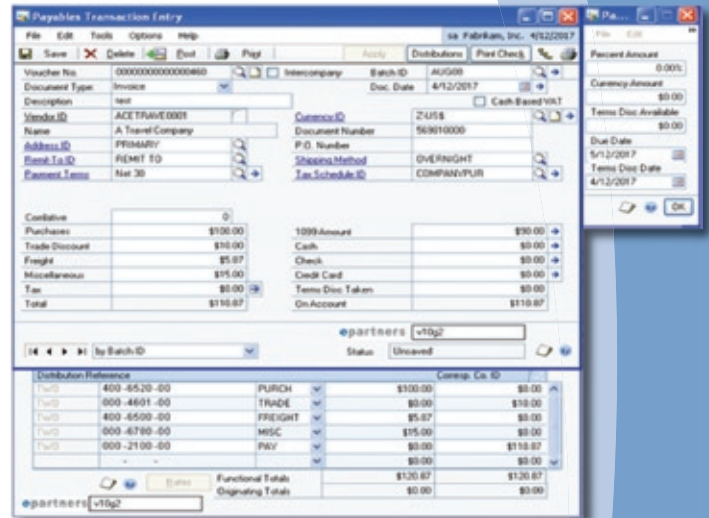 Payables Transaction Entry
File Edit Tools Options Help sa Fabrikam, Inc. 4/12/2017
Save Delete Post Print Apply Distributions Print Check
Voucher No. 00000000000000460 Intercompany Batch ID AUG08
Document Type Invoice Doc. Date 4/12/2017
Description test Cash Based VAT
Vendor ID ACETRAVE0001 Currency ID Z-US$
Name A Travel Company Document Number 569810000
Address ID PRIMARY P.O. Number
Remit-To ID REMIT TO Shipping Method OVERNIGHT
Payment Terms Net 30 Tax Schedule ID COMPANYPUR
0
Purchases $100.00 1099 Amount $90.00
Trade Discount $10.00 Cash $0.00
Freight $5.87 Check $0.00
Miscellaneous $15.00 Credit Card $0.00
Tax $0.00 Terms Disc Taken $0.00
Total $110.87 On Account $110.87
epartners v10g2
by Batch ID Status Unsaved
Distribution Reference Corresp. Co. ID
TWO 400 -6520 -00 PURCH $100.00 $0.00
TWO 000 -4601 -00 TRADE $0.00 $10.00
TWO 400 -6500 -00 FREIGHT $5.87 $0.00
TWO 000 -6780 -00 MISC $15.00 $0.00
TWO 000 -2100 -00 PAY $0.00 $110.87
- - $0.00 $0.00
Functional Totals $120.87 $120.87
Originating Totals $0.00 $0.00
epartners v10g2
Pa...
File Edit
Percent Amount
0.00%
Currency Amount
$0.00
Terms Disc Available
$0.00
Due Date
5/12/2017
Terms Disc Date
4/12/2017
OK